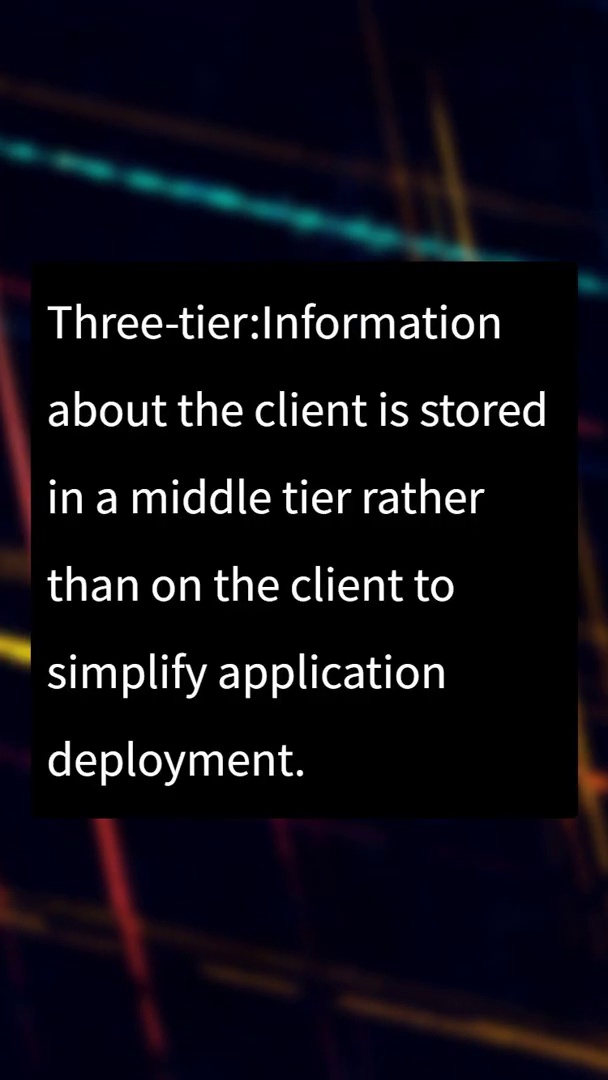 Three-tier:Information
about the client is stored
in a middle tier rather
than on the client to
simplify application
deployment.